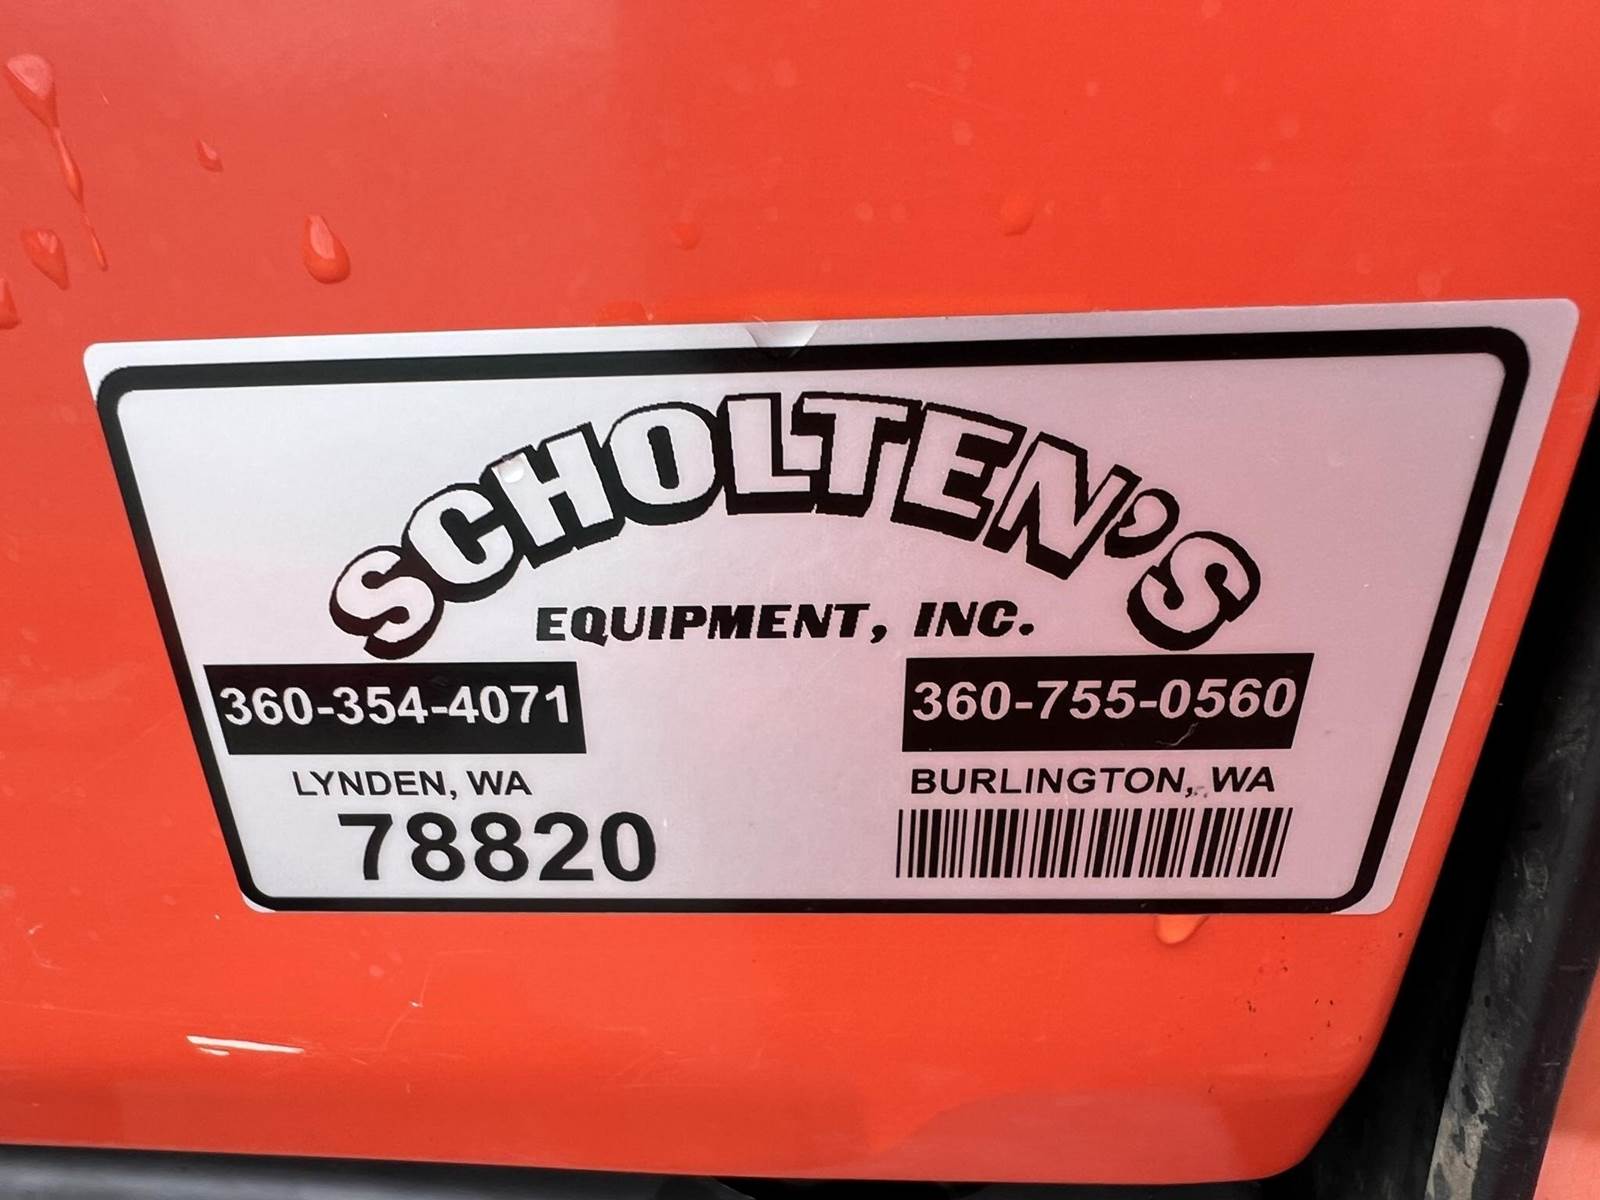 SCHOLTEN'S
EQUIPMENT, INC.
360-354-4071
LYNDEN, WA
78820
360-755-0560
BURLINGTON, WA